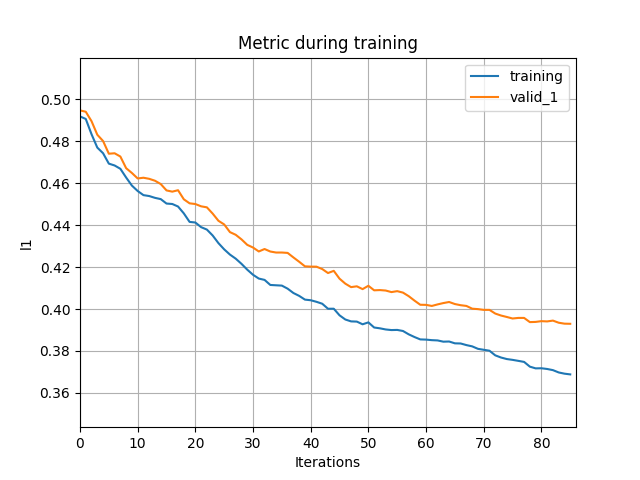 Metric during training
training
valid_1
l1
0.50
0.48
0.46
0.44
0.42
0.40
0.38
0.36
0 10 20 30 40 50 60 70 80
Iterations